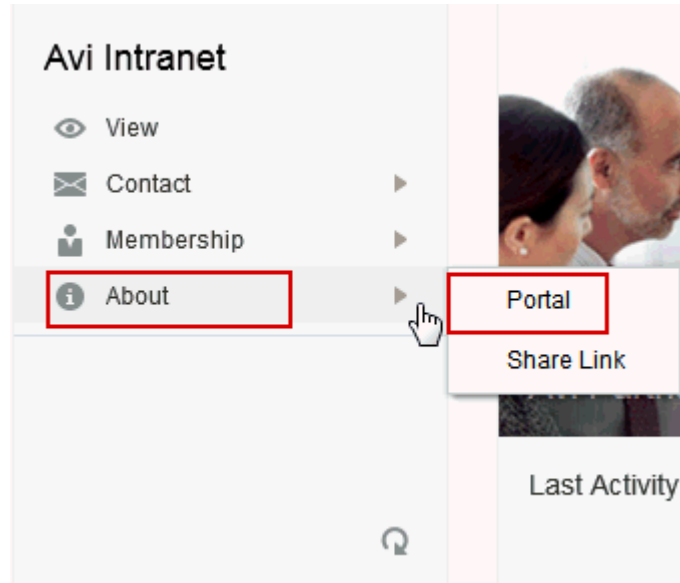 Avi Intranet
View
Contact
Membership
About
Portal
Share Link
Last Activity